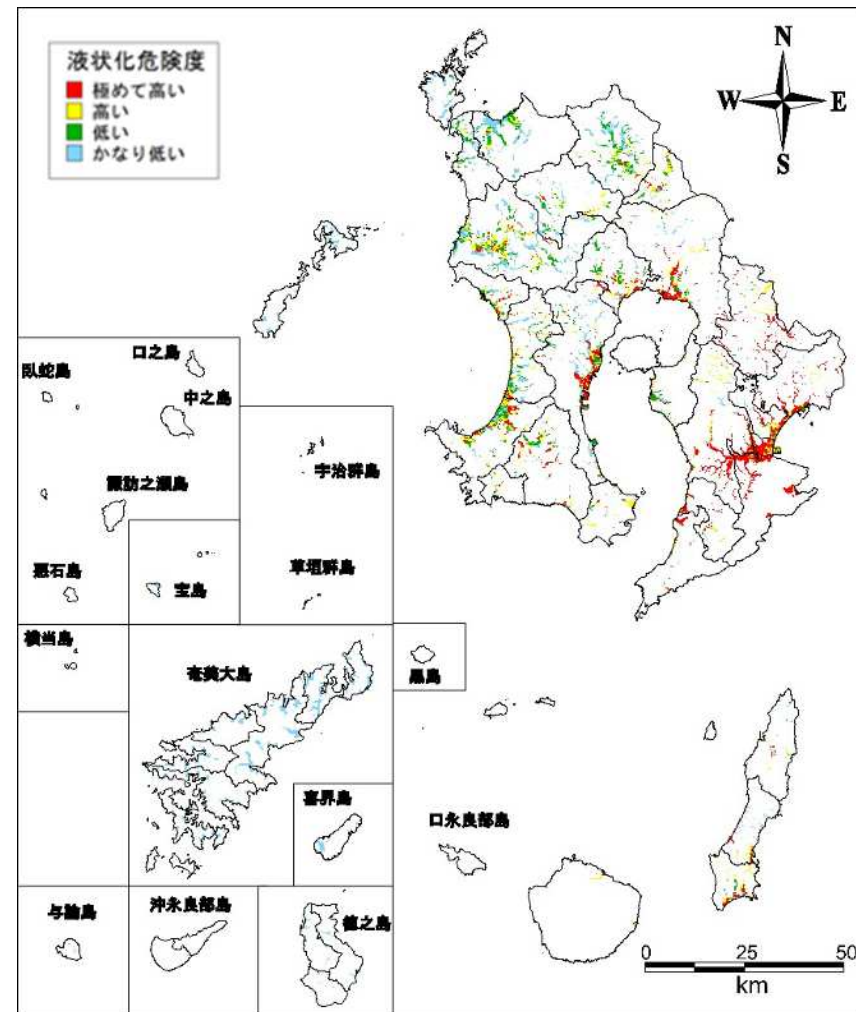 液状化危険度
極めて高い
高い
低い
かなり低い
N
W E
S
口之島
臥蛇島
中之島
宇治群島
諏訪之瀬島
悪石島
宝島
草垣群島
横当島
奄美大島
黒島
喜界島
口永良部島
与論島
沖永良部島
徳之島
0 25 50
km